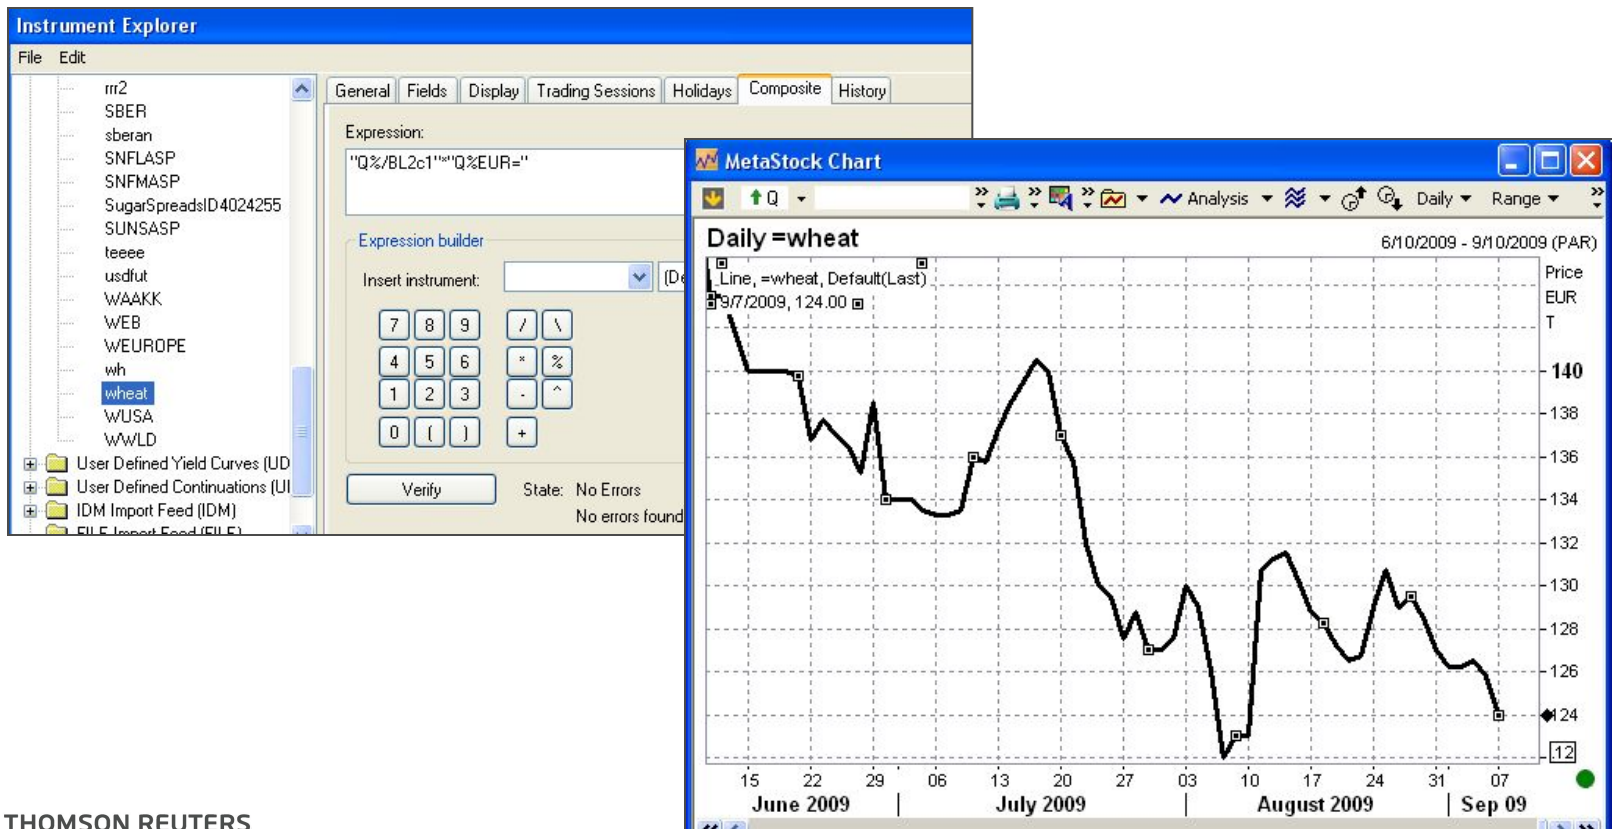 Instrument Explorer
File Edit
rrr2
SBER
sberan
SNFLASP
SNFMASP
SugarSpreadsID4024255
SUNSASP
teeee
usdfut
WAAKK
WEB
WEUROPE
wh
wheat
WUSA
WWLD
User Defined Yield Curves (UD
User Defined Continuations (UI
IDM Import Feed (IDM)
FILE Import Feed (FILE)
General Fields Display Trading Sessions Holidays Composite History
Expression:
"Q%/BL2c1"*"Q%EUR="
Expression builder
Insert instrument: (De
7 8 9 / \
4 5 6 * %
1 2 3 - ^
0 ( ) +
Verify State: No Errors
No errors found
MetaStock Chart
Q Analysis Daily Range
Daily =wheat 6/10/2009 - 9/10/2009 (PAR)
Line, =wheat, Default(Last)
9/7/2009, 124.00
Price
EUR
T
140
138
136
134
132
130
128
126
124
.12
15 22 29 06 13 20 27 03 10 17 24 31 07
June 2009 July 2009 August 2009 Sep 09
THOMSON REUTERS